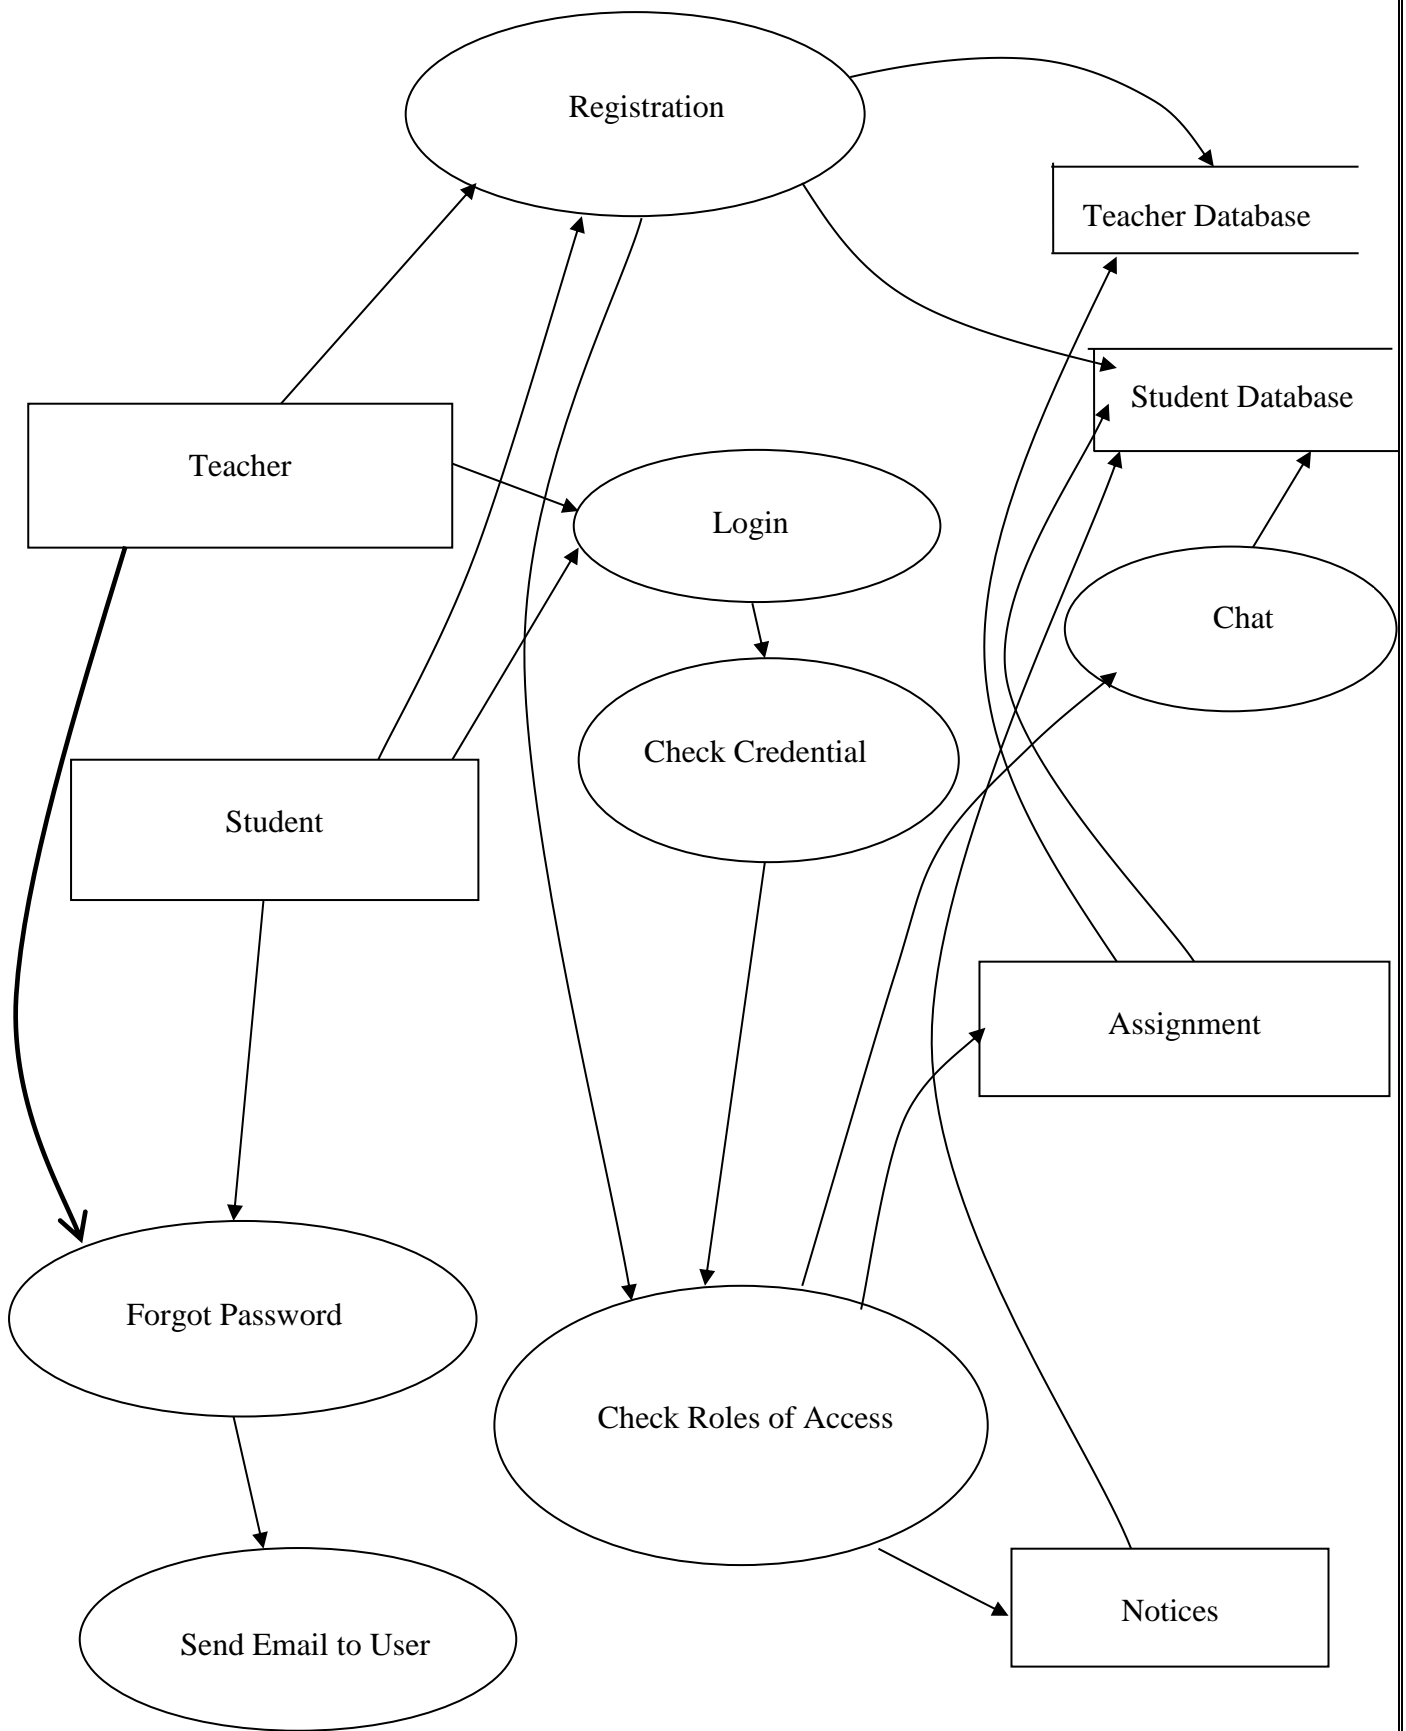 Registration
Teacher Database
Student Database
Teacher
Login
Chat
Check Credential
Student
Assignment
Forgot Password
Check Roles of Access
Notices
Send Email to User